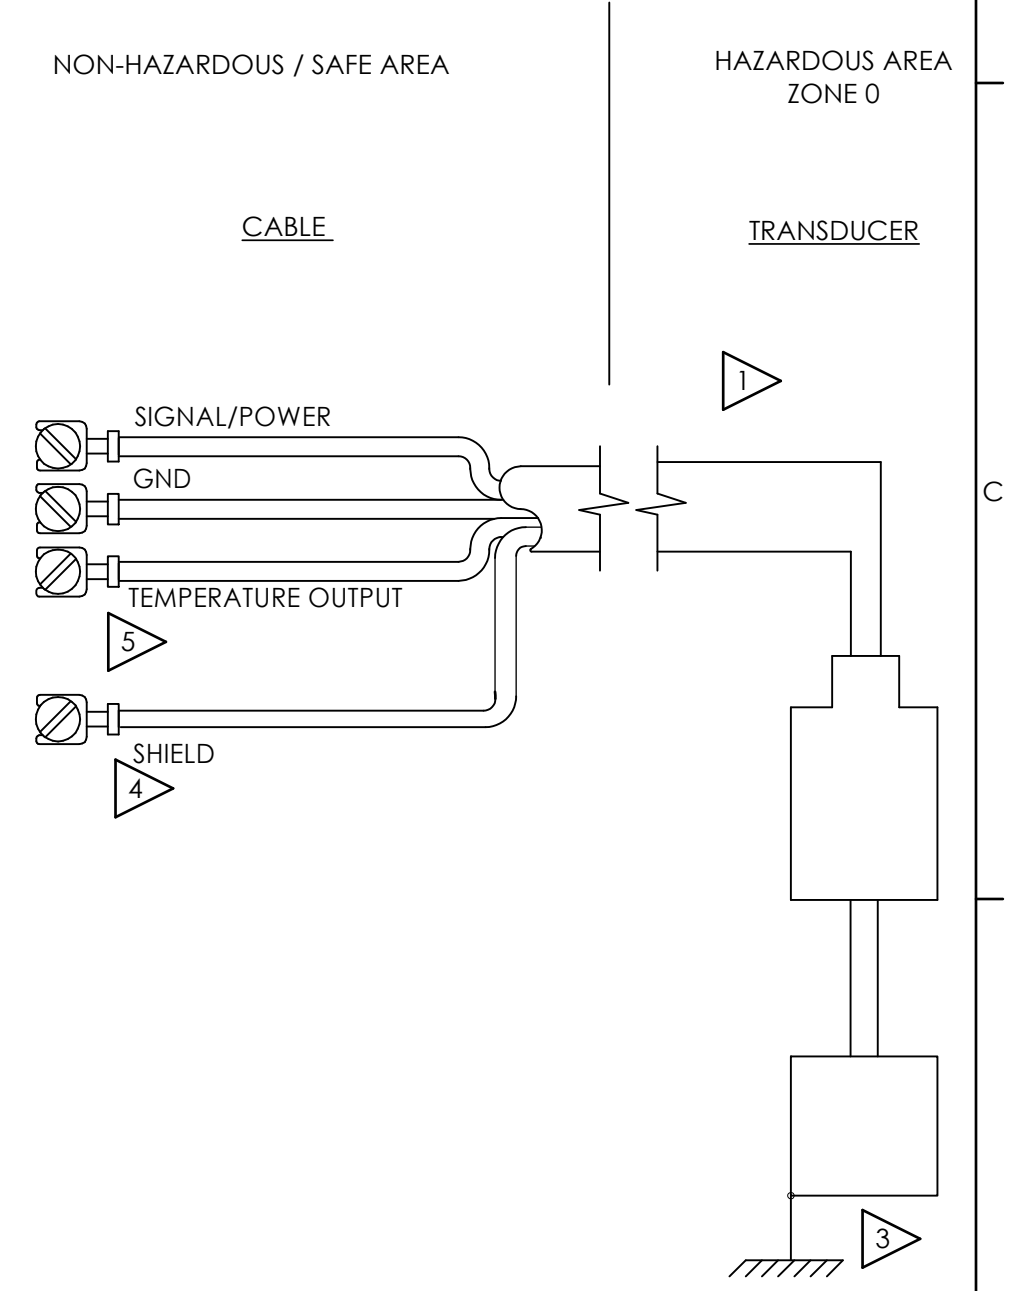 NON-HAZARDOUS / SAFE AREA
HAZARDOUS AREA
ZONE 0
CABLE
TRANSDUCER
1
SIGNAL/POWER
GND
C
TEMPERATURE OUTPUT
5
SHIELD
4
3